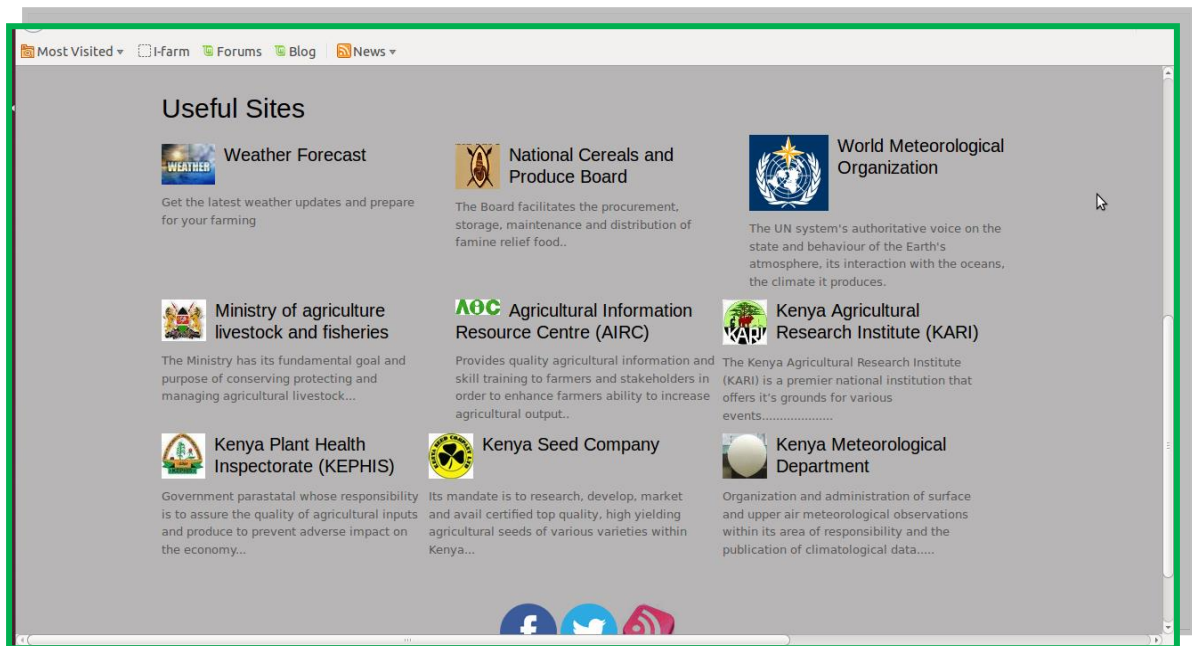 Most Visited I-farm Forums Blog News
Useful Sites
WEATHER
Weather Forecast
Get the latest weather updates and prepare
for your farming
National Cereals and
Produce Board
The Board facilitates the procurement,
storage, maintenance and distribution of
famine relief food..
World Meteorological
Organization
The UN system's authoritative voice on the
state and behaviour of the Earth's
atmosphere, its interaction with the oceans,
the climate it produces.
Ministry of agriculture
livestock and fisheries
The Ministry has its fundamental goal and
purpose of conserving protecting and
managing agricultural livestock...
Agricultural Information
Resource Centre (AIRC)
Provides quality agricultural information and
skill training to farmers and stakeholders in
order to enhance farmers ability to increase
agricultural output..
KARI
Kenya Agricultural
Research Institute (KARI)
The Kenya Agricultural Research Institute
(KARI) is a premier national institution that
offers it's grounds for various
events....................
Kenya Plant Health
Inspectorate (KEPHIS)
Government parastatal whose responsibility
is to assure the quality of agricultural inputs
and produce to prevent adverse impact on
the economy...
KENYA SEED COMPANY LTD
Kenya Seed Company
Its mandate is to research, develop, market
and avail certified top quality, high yielding
agricultural seeds of various varieties within
Kenya...
Kenya Meteorological
Department
Organization and administration of surface
and upper air meteorological observations
within its area of responsibility and the
publication of climatological data.....